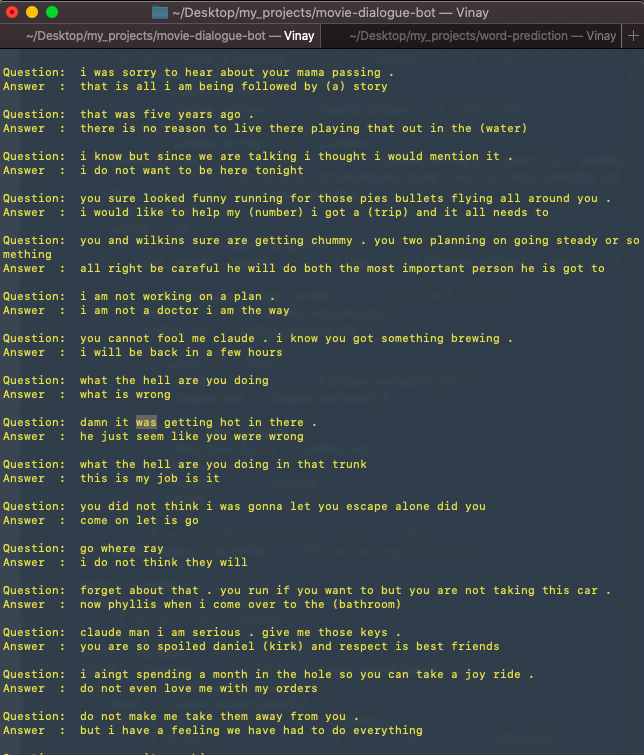 ~/Desktop/my_projects/movie-dialogue-bot — Vinay
~/Desktop/my_projects/movie-dialogue-bot — Vinay
~/Desktop/my_projects/word-prediction — Vinay
+
Question: i was sorry to hear about your mama passing .
Answer : that is all i am being followed by (a) story
Question: that was five years ago .
Answer : there is no reason to live there playing that out in the (water)
Question: i know but since we are talking i thought i would mention it .
Answer : i do not want to be here tonight
Question: you sure looked funny running for those pies bullets flying all around you .
Answer : i would like to help my (number) i got a (trip) and it all needs to
Question: you and wilkins sure are getting chummy . you two planning on going steady or so
mething
Answer : all right be careful he will do both the most important person he is got to
Question: i am not working on a plan .
Answer : i am not a doctor i am the way
Question: you cannot fool me claude . i know you got something brewing .
Answer : i will be back in a few hours
Question: what the hell are you doing
Answer : what is wrong
Question: damn it was getting hot in there .
Answer : he just seem like you were wrong
Question: what the hell are you doing in that trunk
Answer : this is my job is it
Question: you did not think i was gonna let you escape alone did you
Answer : come on let is go
Question: go where ray
Answer : i do not think they will
Question: forget about that . you run if you want to but you are not taking this car .
Answer : now phyllis when i come over to the (bathroom)
Question: claude man i am serious . give me those keys .
Answer : you are so spoiled daniel (kirk) and respect is best friends
Question: i aingt spending a month in the hole so you can take a joy ride .
Answer : do not even love me with my orders
Question: do not make me take them away from you .
Answer : but i have a feeling we have had to do everything